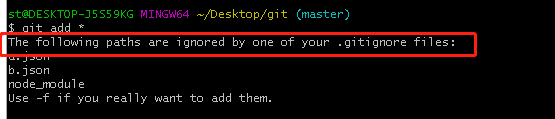 st@DESKTOP-J5S59KG MINGW64 ~/Desktop/git (master)
$ git add *
The following paths are ignored by one of your .gitignore files:
a.json
b.json
node_module
Use -f if you really want to add them.